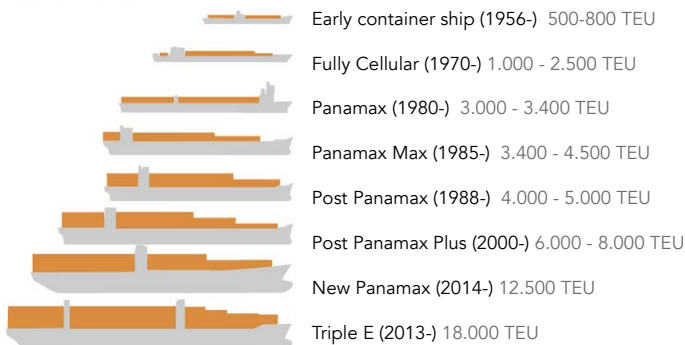 Early container ship (1956-) 500-800 TEU
Fully Cellular (1970-) 1.000 - 2.500 TEU
Panamax (1980-) 3.000 - 3.400 TEU
Panamax Max (1985-) 3.400 - 4.500 TEU
Post Panamax (1988-) 4.000 - 5.000 TEU
Post Panamax Plus (2000-) 6.000 - 8.000 TEU
New Panamax (2014-) 12.500 TEU
Triple E (2013-) 18.000 TEU